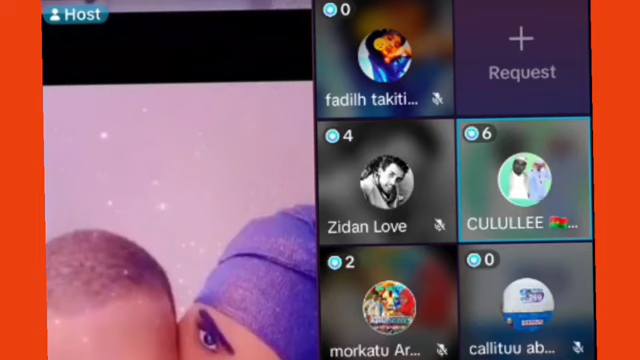 Host
0
fadilh takiti...
Request
4
Zidan Love
6
CULULLEE 🇧🇫...
2
morkatu Ar...
0
callituu ab...